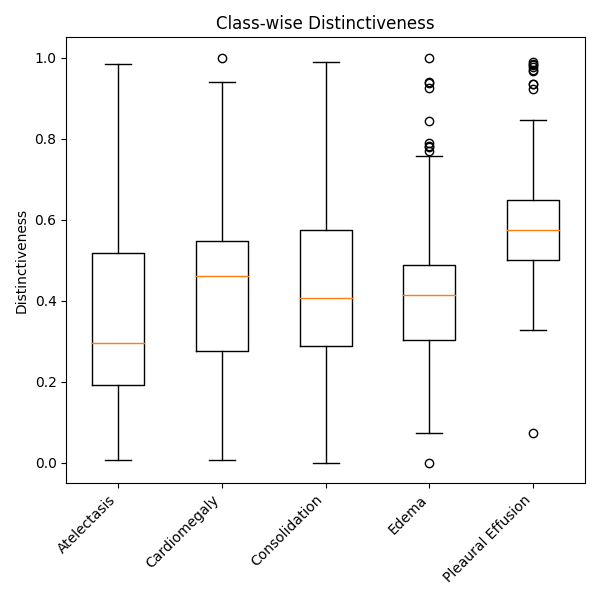 Class-wise Distinctiveness
Distinctiveness
1.0
0.8
0.6
0.4
0.2
0.0
Atelectasis
Cardiomegaly
Consolidation
Edema
Pleaural Effusion